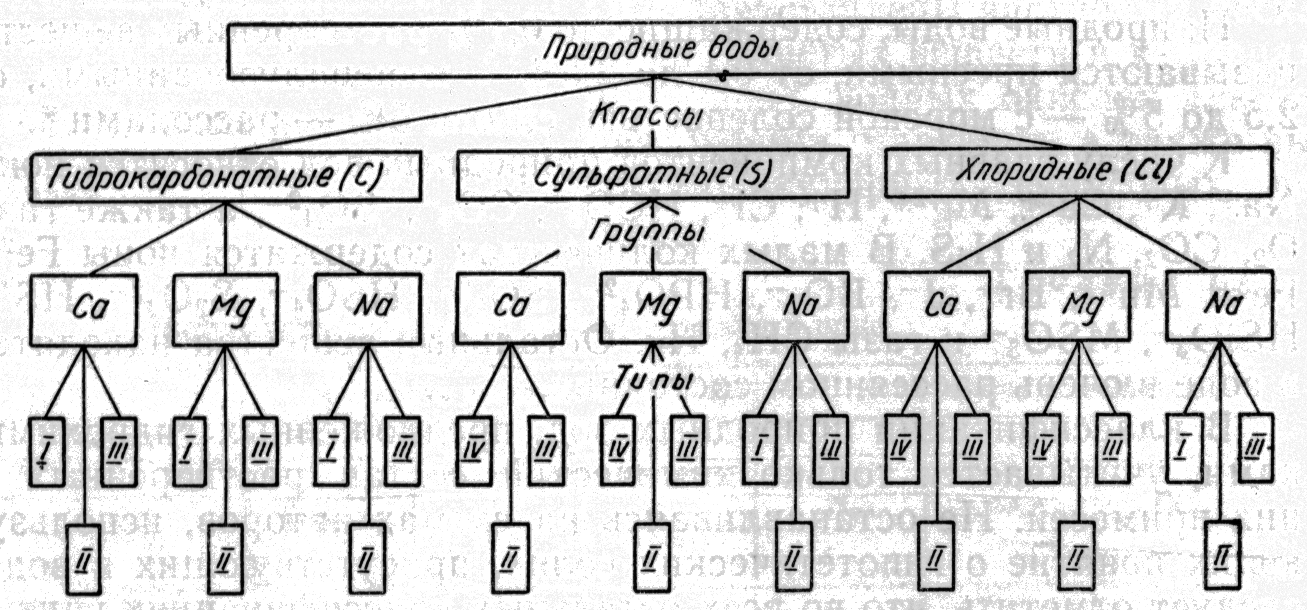 Природные воды
Классы
Гидрокарбонатные (C) Сульфатные (S) Хлоридные (Cl)
Группы
Ca Mg Na Ca Mg Na Ca Mg Na
Типы
I III I III I III IV III IV III I III IV III IV III I III
II II II II II II II II II